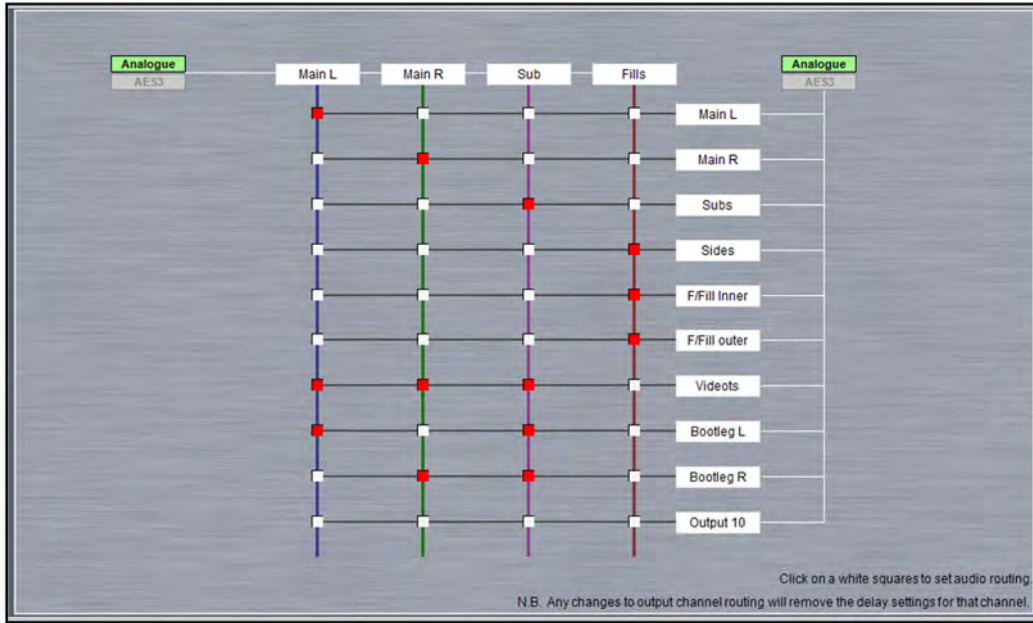 Analogue
AES3
Main L
Main R
Sub
Fills
Analogue
AES3
Main L
Main R
Subs
Sides
F/Fill Inner
F/Fill outer
Videots
Bootleg L
Bootleg R
Output 10
Click on a white squares to set audio routing.
N.B. Any changes to output channel routing will remove the delay settings for that channel.